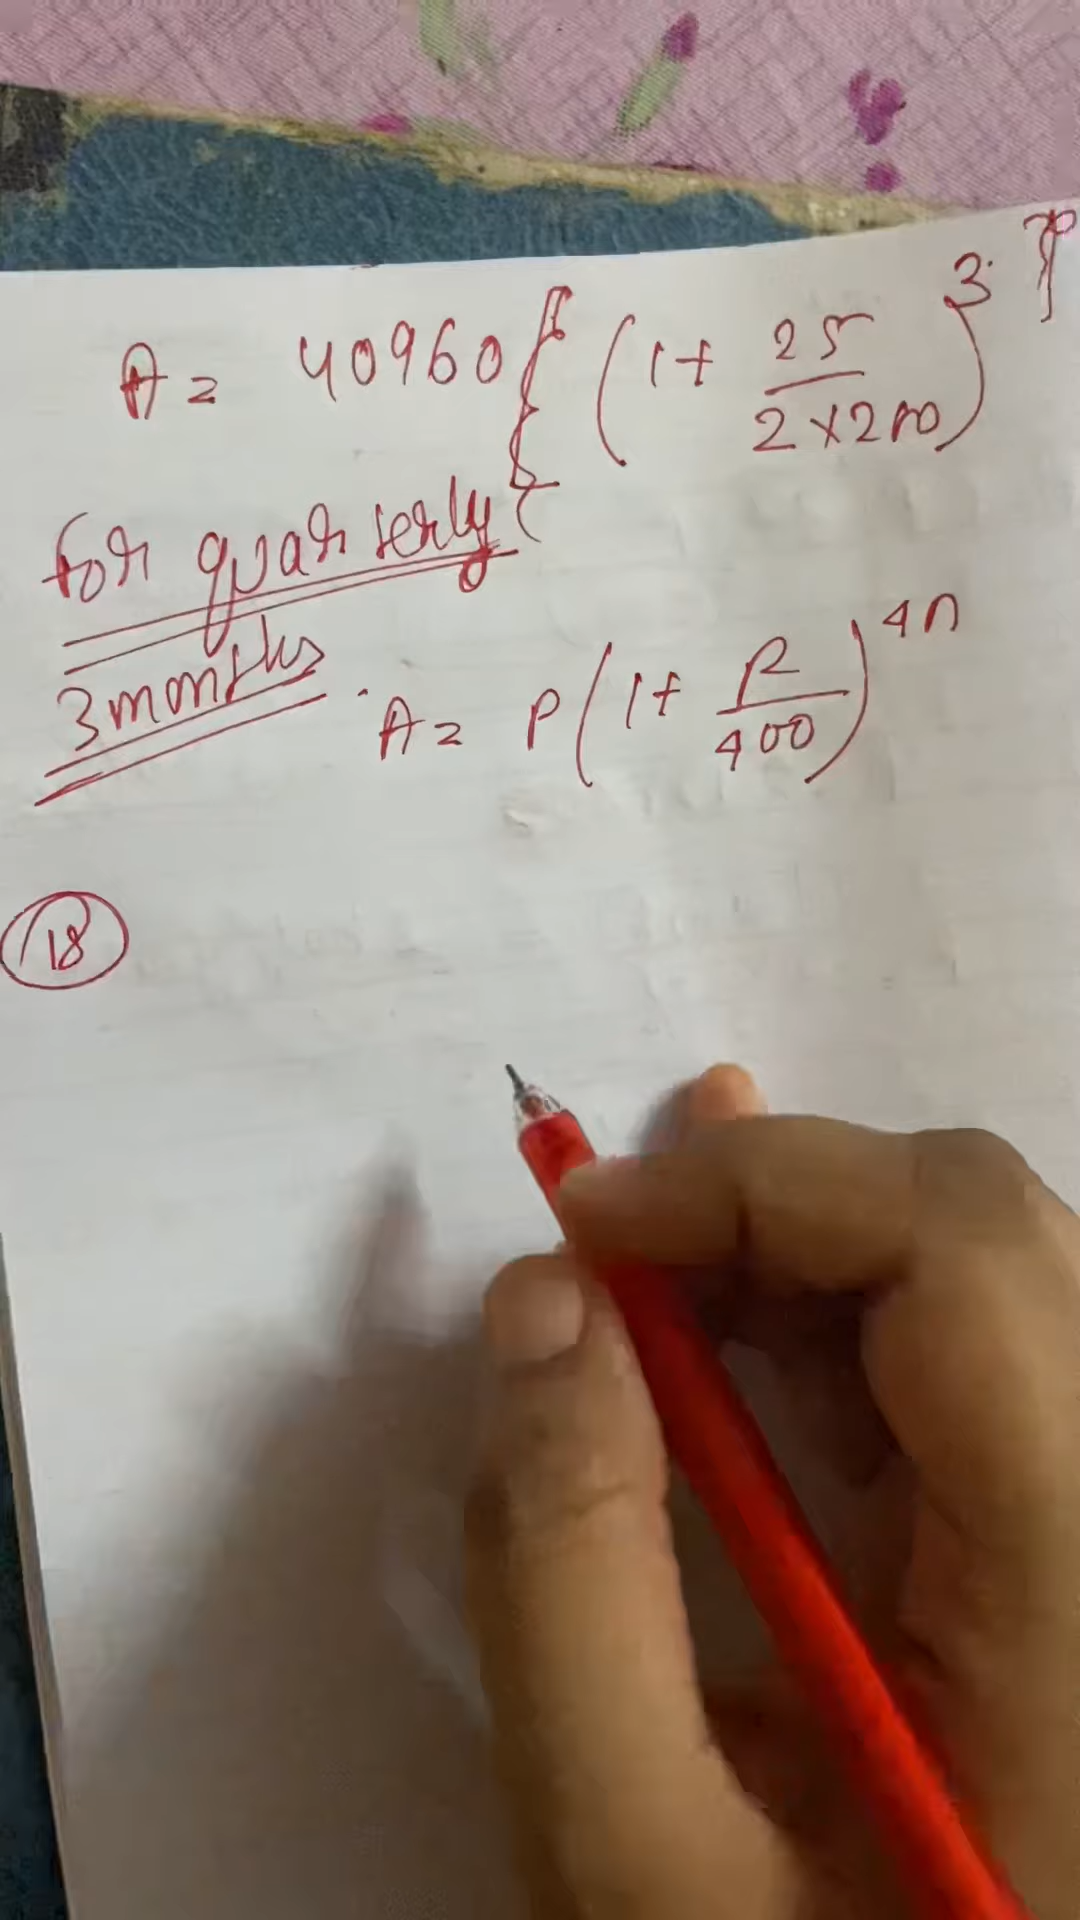 A = 40960 { (1 + 25 / 2×200)^3 }
for quarterly
3 months
A = P (1 + R / 400)^4n
18